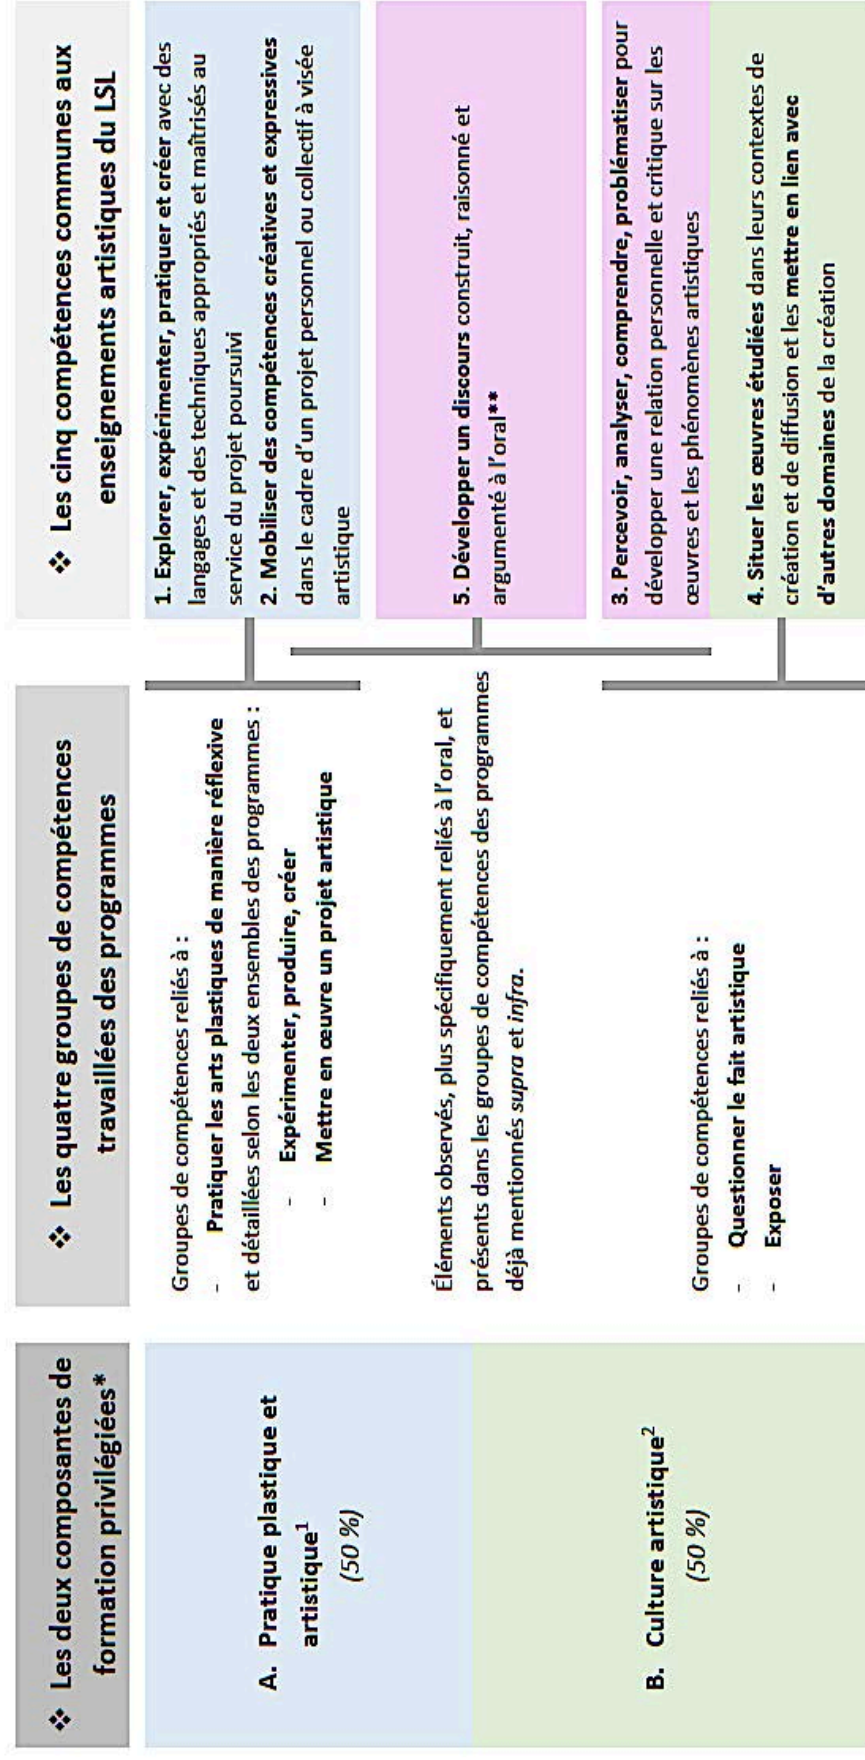 ❖ Les deux composantes de
formation privilégiées*
❖ Les quatre groupes de compétences
travaillées des programmes
❖ Les cinq compétences communes aux
enseignements artistiques du LSL
A. Pratique plastique et
artistique¹
(50 %)
Groupes de compétences reliés à :
- Pratiquer les arts plastiques de manière réflexive
et détaillées selon les deux ensembles des programmes :
- Expérimenter, produire, créer
- Mettre en œuvre un projet artistique
1. Explorer, expérimenter, pratiquer et créer avec des
langages et des techniques appropriés et maîtrisés au
service du projet poursuivi
2. Mobiliser des compétences créatives et expressives
dans le cadre d'un projet personnel ou collectif à visée
artistique
Éléments observés, plus spécifiquement reliés à l'oral, et
présents dans les groupes de compétences des programmes
déjà mentionnés supra et infra.
5. Développer un discours construit, raisonné et
argumenté à l'oral**
B. Culture artistique²
(50 %)
Groupes de compétences reliés à :
- Questionner le fait artistique
- Exposer
3. Percevoir, analyser, comprendre, problématiser pour
développer une relation personnelle et critique sur les
œuvres et les phénomènes artistiques
4. Situer les œuvres étudiées dans leurs contextes de
création et de diffusion et les mettre en lien avec
d'autres domaines de la création